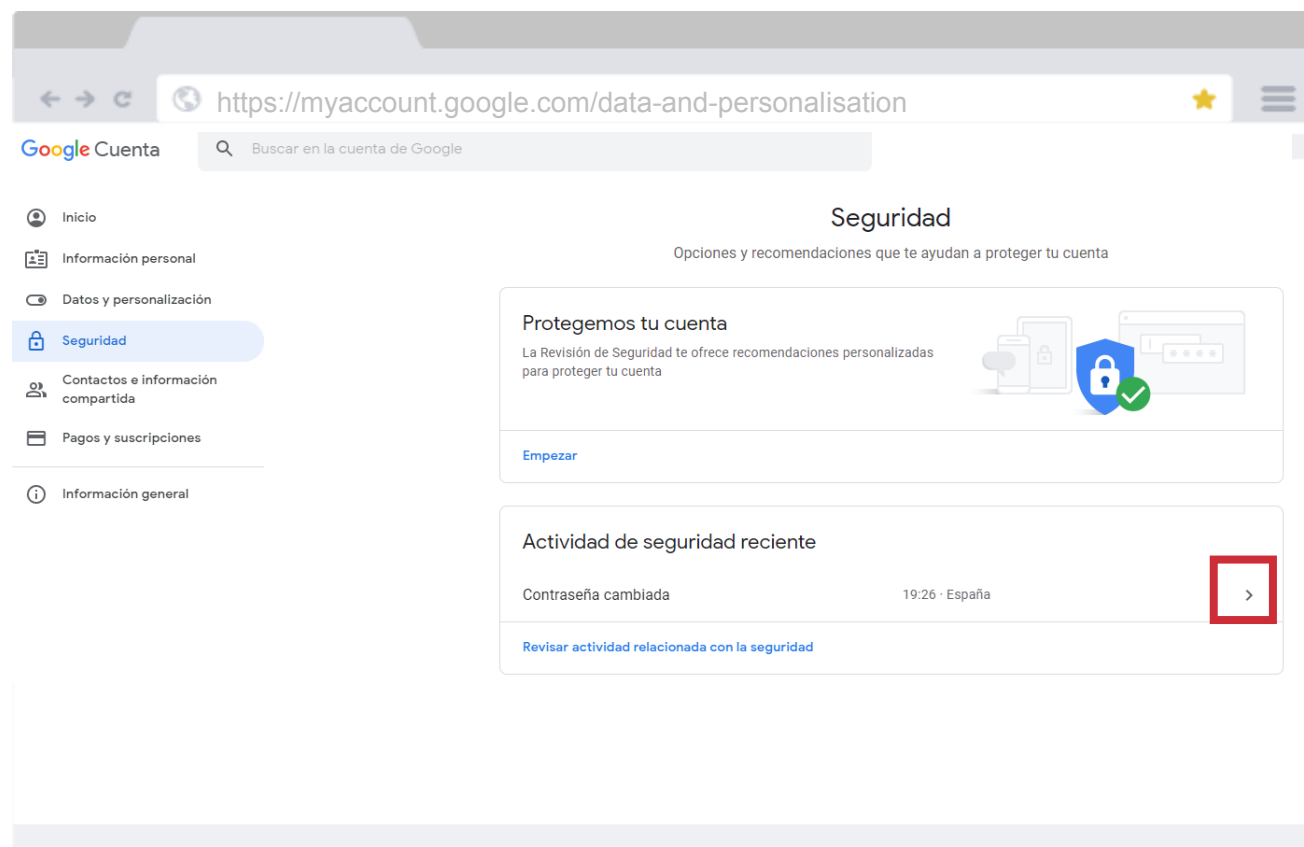 https://myaccount.google.com/data-and-personalisation
Google Cuenta
Buscar en la cuenta de Google
Inicio
Información personal
Datos y personalización
Seguridad
Contactos e información
compartida
Pagos y suscripciones
Información general
Seguridad
Opciones y recomendaciones que te ayudan a proteger tu cuenta
Protegemos tu cuenta
La Revisión de Seguridad te ofrece recomendaciones personalizadas
para proteger tu cuenta
Empezar
Actividad de seguridad reciente
Contraseña cambiada 19:26 · España
Revisar actividad relacionada con la seguridad